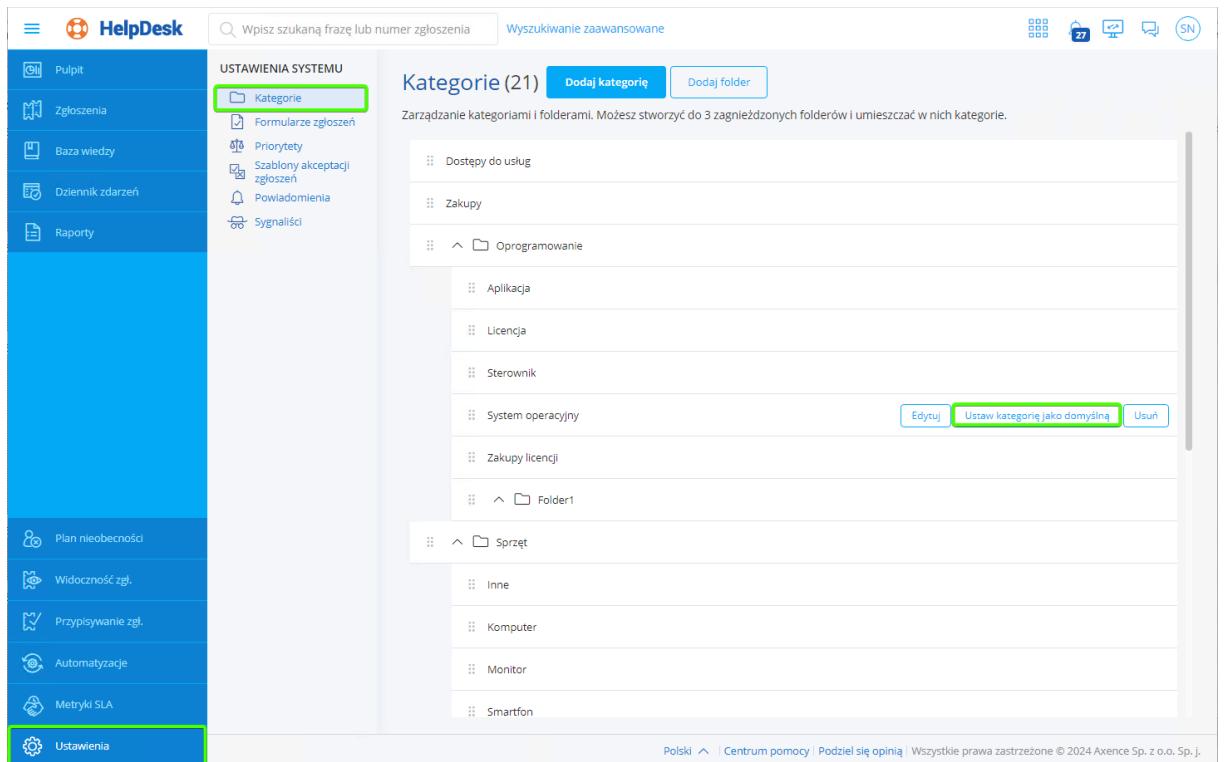 HelpDesk
Wpisz szukaną frazę lub numer zgłoszenia
Wyszukiwanie zaawansowane
27
SN
Pulpit
Zgłoszenia
Baza wiedzy
Dziennik zdarzeń
Raporty
Plan nieobecności
Widoczność zgł.
Przypisywanie zgł.
Automatyzacje
Metryki SLA
Ustawienia
USTAWIENIA SYSTEMU
Kategorie
Formularze zgłoszeń
Priorytety
Szablony akceptacji
zgłoszeń
Powiadomienia
Sygnaliści
Kategorie (21)
Dodaj kategorię
Dodaj folder
Zarządzanie kategoriami i folderami. Możesz stworzyć do 3 zagnieżdzonych folderów i umieszczać w nich kategorie.
Dostępy do usług
Zakupy
Oprogramowanie
Aplikacja
Licencja
Sterownik
System operacyjny
Edytuj
Ustaw kategorię jako domyślną
Usuń
Zakupy licencji
Folder1
Sprzęt
Inne
Komputer
Monitor
Smartfon
Polski | Centrum pomocy | Podziel się opinią | Wszystkie prawa zastrzeżone © 2024 Axence Sp. z o.o. Sp. j.